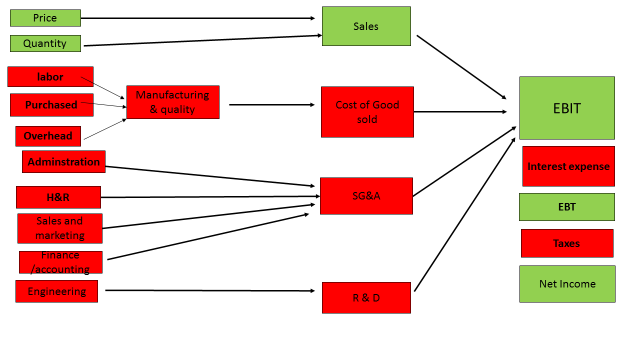 Price
Quantity
labor
Purchased
Overhead
Adminstration
H&R
Sales and
marketing
Finance
/accounting
Engineering
Manufacturing
& quality
Sales
Cost of Good
sold
SG&A
R & D
EBIT
Interest expense
EBT
Taxes
Net Income